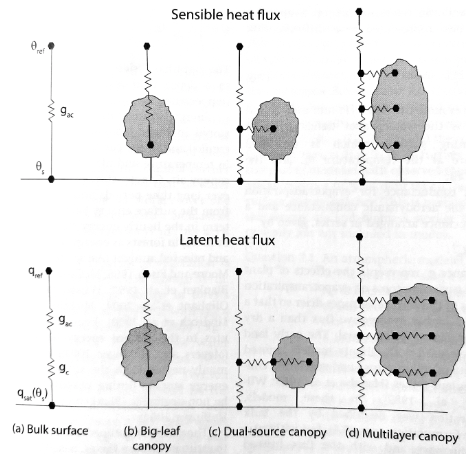 Sensible heat flux
θref
gac
θs
Latent heat flux
qref
gac
gc
qsat(θs)
(a) Bulk surface
(b) Big-leaf
canopy
(c) Dual-source canopy
(d) Multilayer canopy